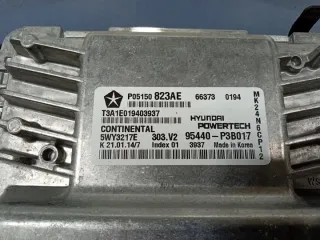 P05150 823AE 66373 0194
T3A1E019403937 HYUNDAI
CONTINENTAL POWERTECH
5WY3217E 303.V2 95440-P3B017
K 21.01.14/7 Index 01 3937 Made in Korea
MK24N6CP12